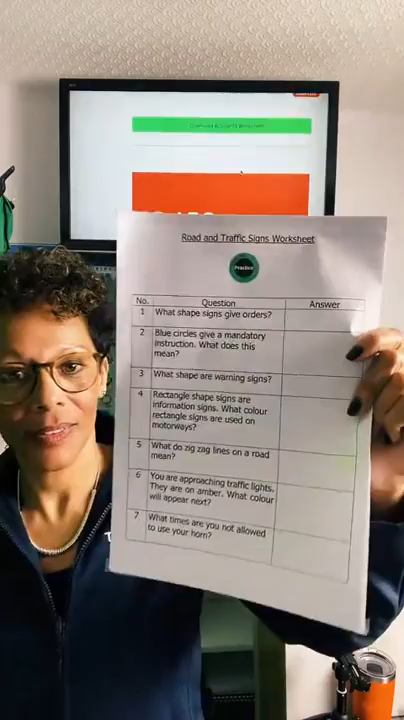 Road and Traffic Signs Worksheet
Practice
No. Question Answer
1 What shape signs give orders?
2 Blue circles give a mandatory
instruction. What does this
mean?
3 What shape are warning signs?
4 Rectangle shape signs are
information signs. What colour
rectangle signs are used on
motorways?
5 What do zig zag lines on a road
mean?
6 You are approaching traffic lights.
They are on amber. What colour
will appear next?
7 What times are you not allowed
to use your horn?